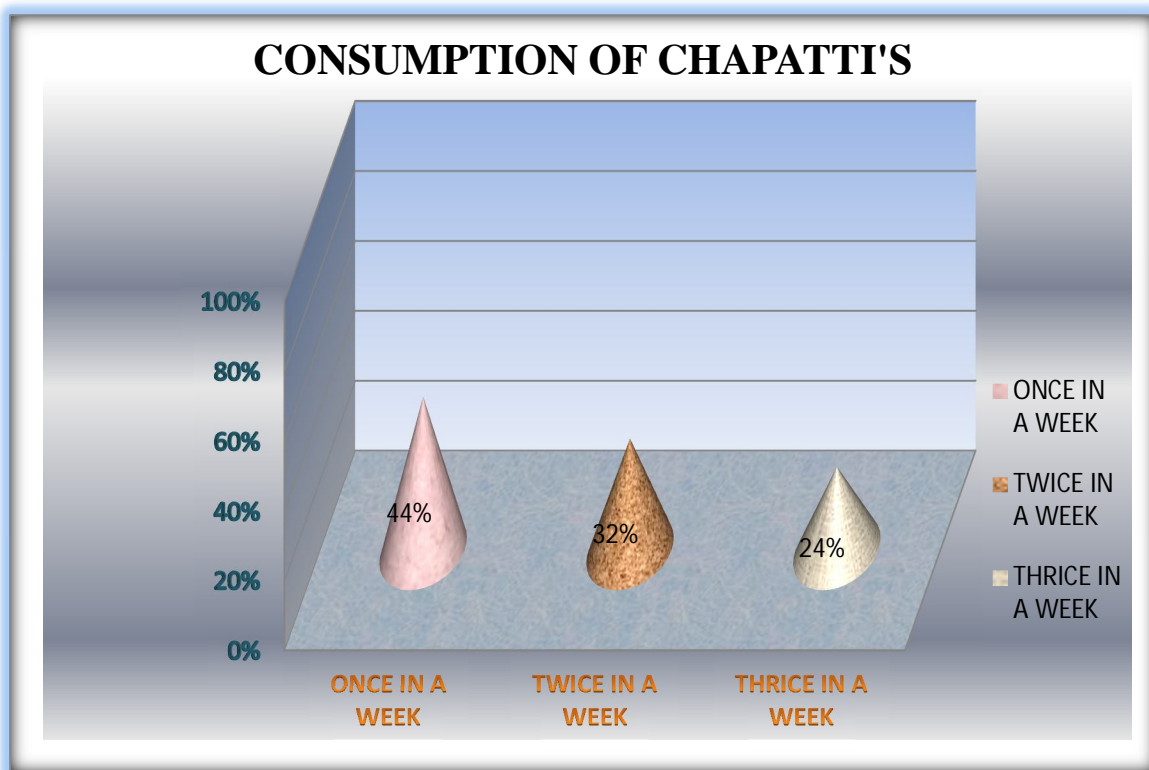 CONSUMPTION OF CHAPATTI'S
100%
80%
60%
40%
20%
0%
44%
32%
24%
ONCE IN A
WEEK
TWICE IN A
WEEK
THRICE IN A
WEEK
ONCE IN
A WEEK
TWICE IN
A WEEK
THRICE IN
A WEEK